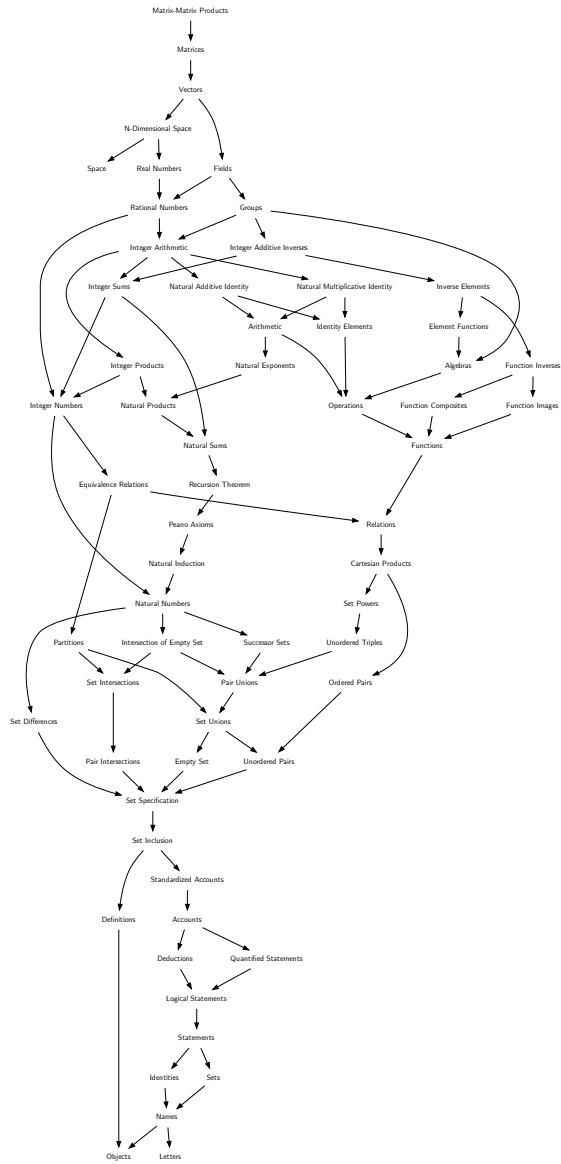 Matrix-Matrix Products
Matrices
Vectors
N-Dimensional Space
Space Real Numbers Fields
Rational Numbers Groups
Integer Arithmetic Integer Additive Inverses
Integer Sums Natural Additive Identity Natural Multiplicative Identity Inverse Elements
Arithmetic Identity Elements Element Functions
Integer Products Natural Exponents Algebras Function Inverses
Integer Numbers Natural Products Operations Function Composites Function Images
Natural Sums Functions
Equivalence Relations Recursion Theorem
Peano Axioms Relations
Natural Induction Cartesian Products
Natural Numbers Set Powers
Partitions Intersection of Empty Set Successor Sets Unordered Triples
Set Intersections Pair Unions Ordered Pairs
Set Differences Set Unions
Pair Intersections Empty Set Unordered Pairs
Set Specification
Set Inclusion
Standardized Accounts
Definitions Accounts
Deductions Quantified Statements
Logical Statements
Statements
Identities Sets
Names
Objects Letters